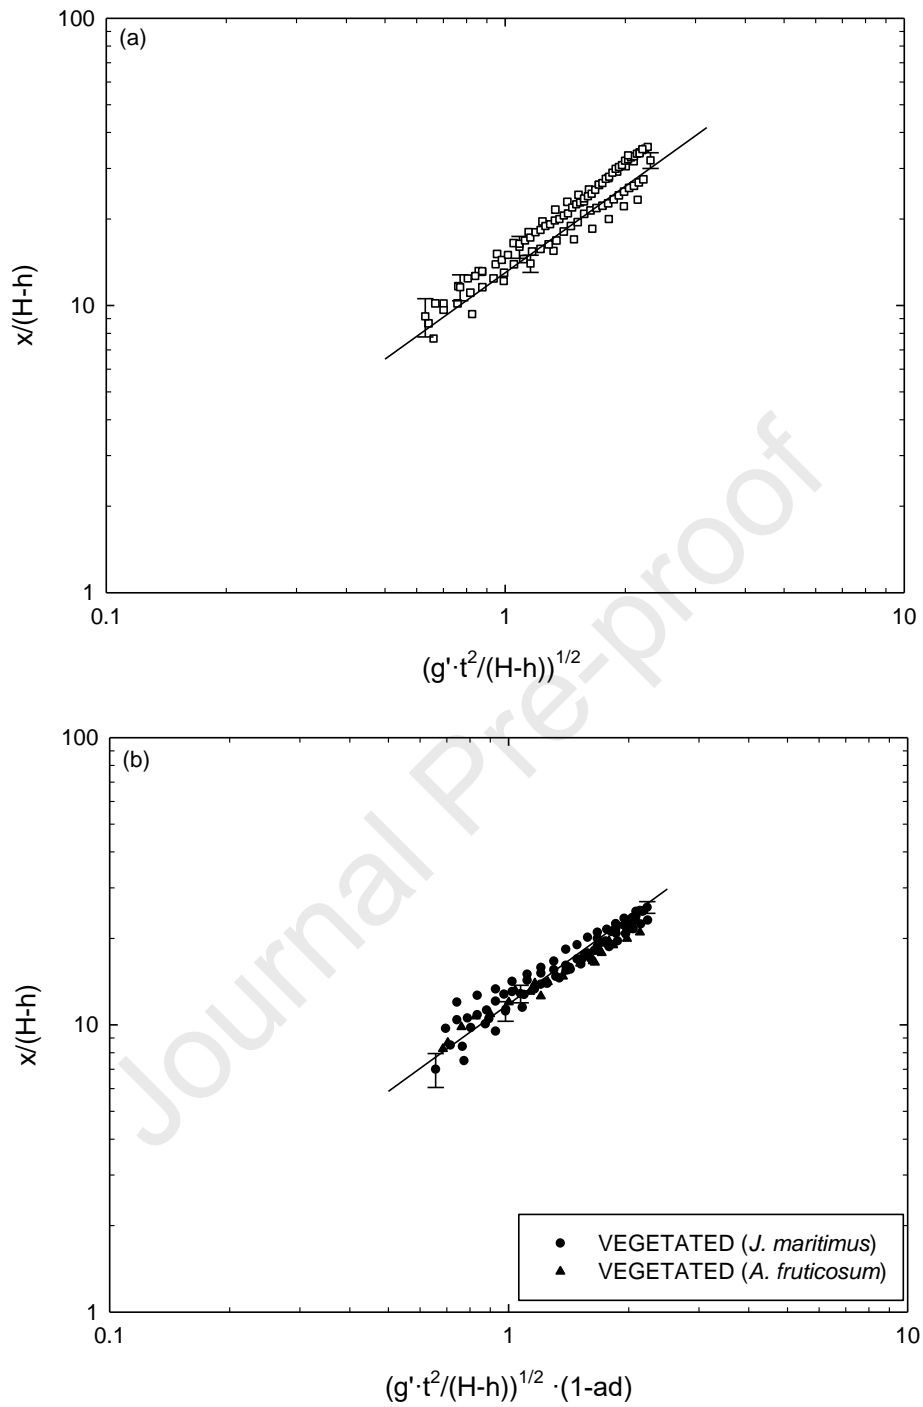 100
(a)
10
x/(H-h)
1
0.1
1
10
(g'·t²/(H-h))^1/2
Journal Pre-proof
100
(b)
10
x/(H-h)
VEGETATED (J. maritimus)
VEGETATED (A. fruticosum)
1
0.1
1
10
(g'·t²/(H-h))^1/2 ·(1-ad)